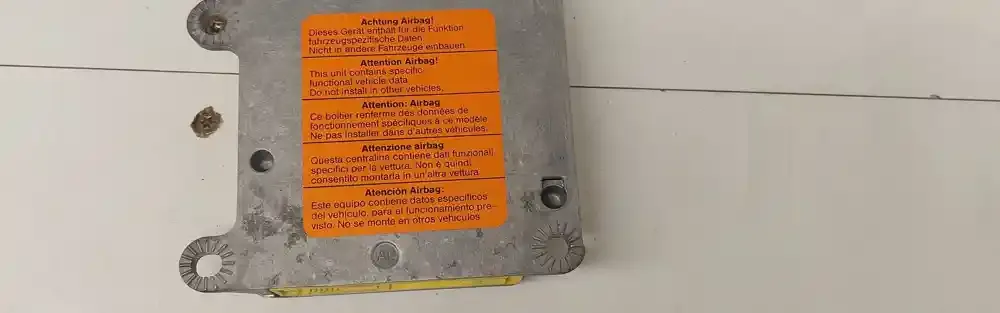 Achtung Airbag!
Dieses Gerät enthält für die Funktion
fahrzeugspezifische Daten.
Nicht in andere Fahrzeuge einbauen.
Attention Airbag!
This unit contains specific
functional vehicle data.
Do not install in other vehicles.
Attention: Airbag
Ce boîtier renferme des données de
fonctionnement spécifiques à ce modèle.
Ne pas installer dans d'autres véhicules.
Attenzione airbag
Questa centralina contiene dati funzionali
specifici per la vettura. Non è quindi
consentito montarla in un'altra vettura
Atención Airbag:
Este equipo contiene datos específicos
del vehículo, para el funcionamiento pre-
visto. No se monte en otros vehículos